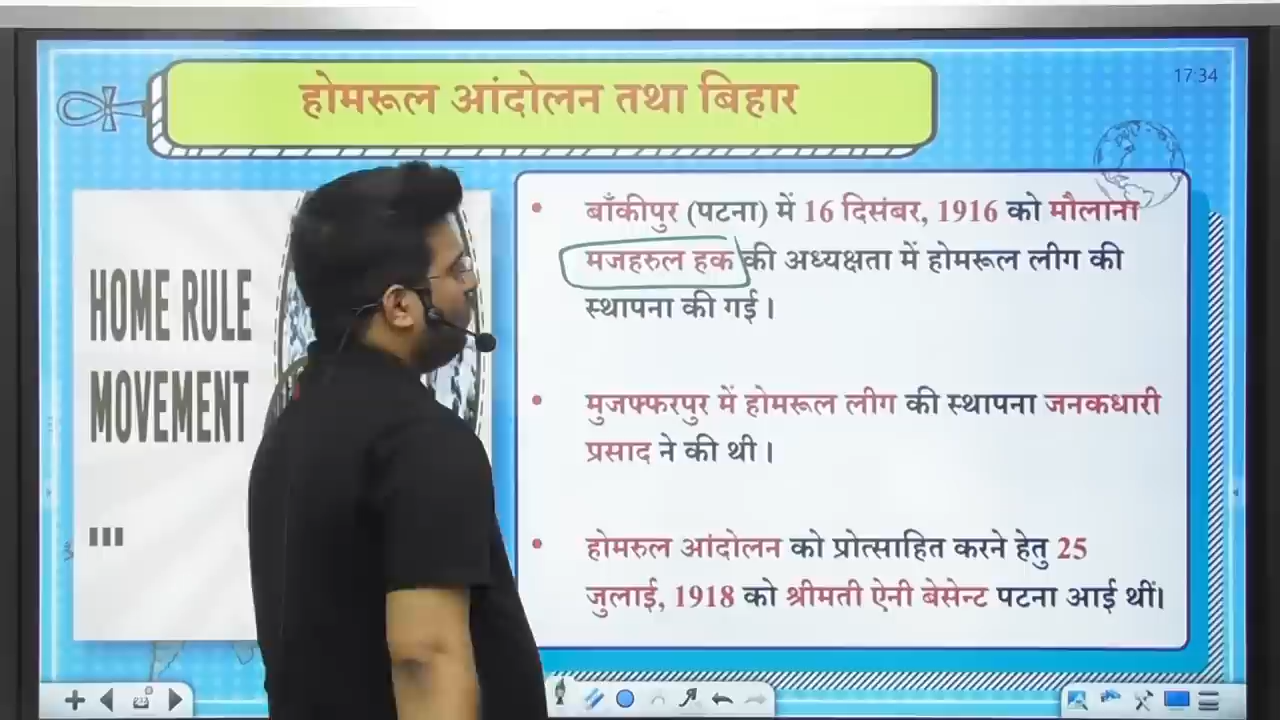 होमरूल आंदोलन तथा बिहार
17:34
HOME RULE
MOVEMENT
• बाँकीपुर (पटना) में 16 दिसंबर, 1916 को मौलाना
मजहरुल हक की अध्यक्षता में होमरूल लीग की
स्थापना की गई।
• मुजफ्फरपुर में होमरूल लीग की स्थापना जनकधारी
प्रसाद ने की थी।
• होमरुल आंदोलन को प्रोत्साहित करने हेतु 25
जुलाई, 1918 को श्रीमती ऐनी बेसेन्ट पटना आई थीं।